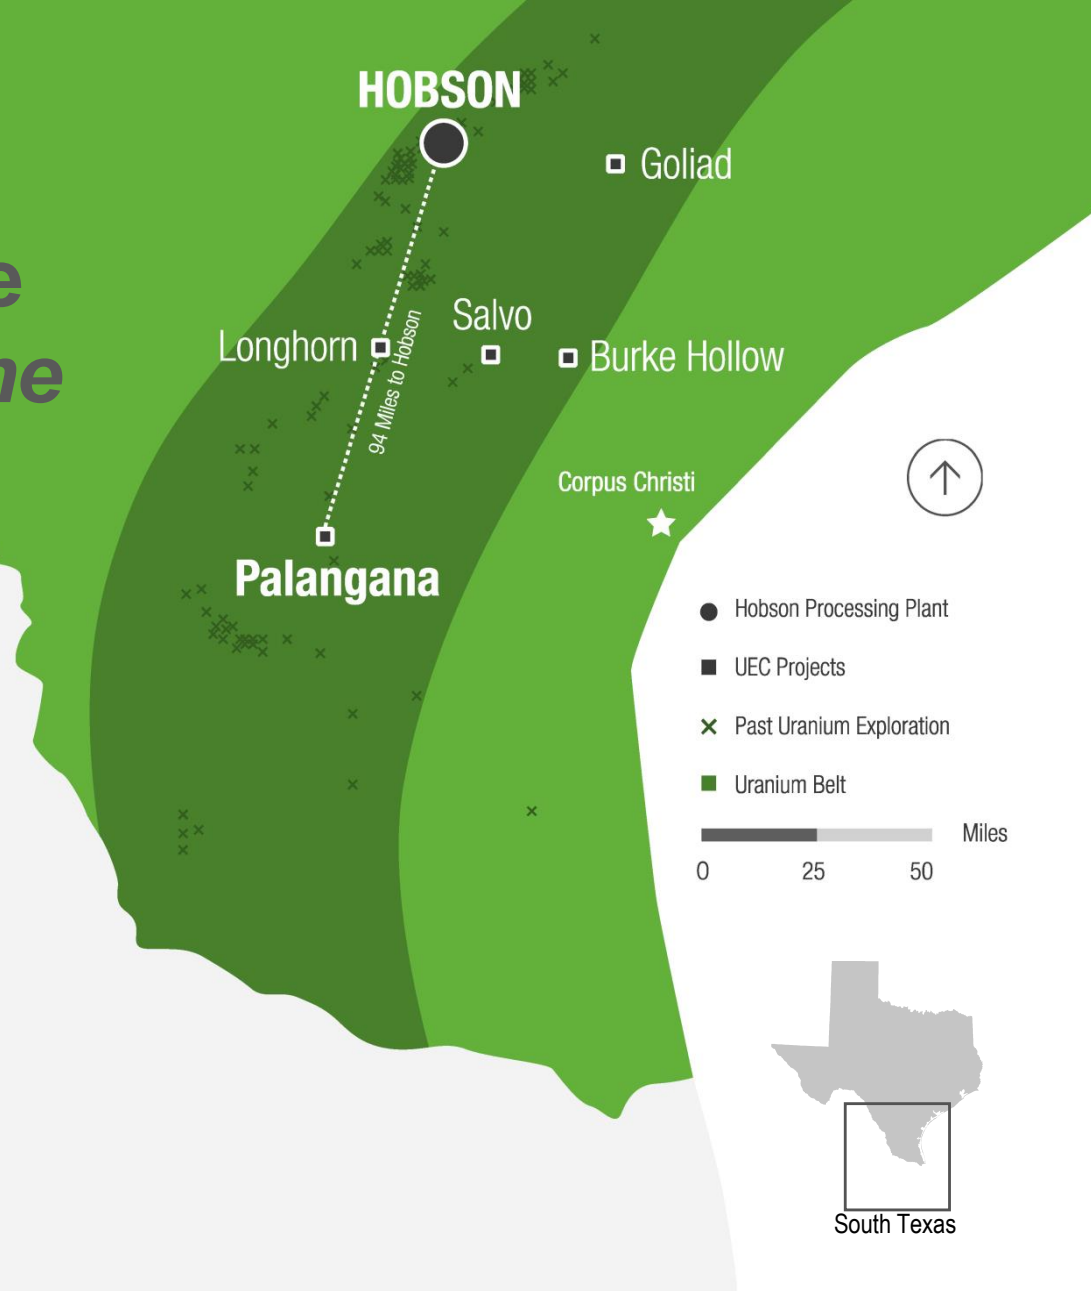 HOBSON
Goliad
Salvo
Longhorn
Burke Hollow
94 Miles to Hobson
Corpus Christi
Palangana
Hobson Processing Plant
UEC Projects
Past Uranium Exploration
Uranium Belt
Miles
0 25 50
South Texas